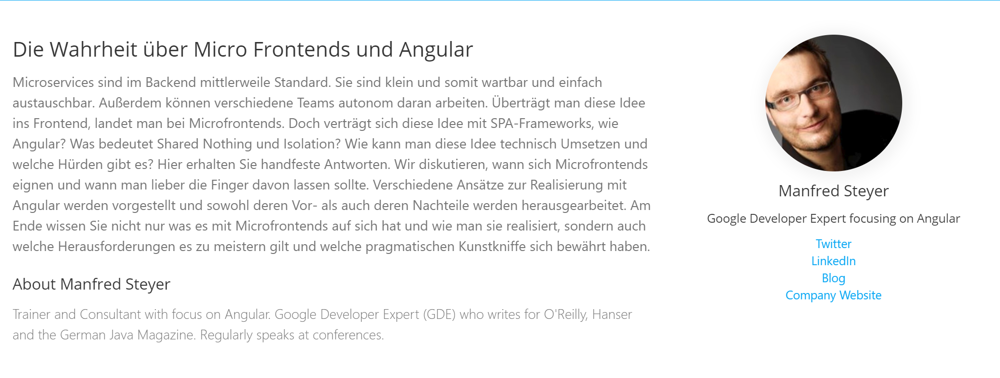 Die Wahrheit über Micro Frontends und Angular
Microservices sind im Backend mittlerweile Standard. Sie sind klein und somit wartbar und einfach
austauschbar. Außerdem können verschiedene Teams autonom daran arbeiten. Überträgt man diese Idee
ins Frontend, landet man bei Microfrontends. Doch verträgt sich diese Idee mit SPA-Frameworks, wie
Angular? Was bedeutet Shared Nothing und Isolation? Wie kann man diese Idee technisch Umsetzen und
welche Hürden gibt es? Hier erhalten Sie handfeste Antworten. Wir diskutieren, wann sich Microfrontends
eignen und wann man lieber die Finger davon lassen sollte. Verschiedene Ansätze zur Realisierung mit
Angular werden vorgestellt und sowohl deren Vor- als auch deren Nachteile werden herausgearbeitet. Am
Ende wissen Sie nicht nur was es mit Microfrontends auf sich hat und wie man sie realisiert, sondern auch
welche Herausforderungen es zu meistern gilt und welche pragmatischen Kunstkniffe sich bewährt haben.
About Manfred Steyer
Trainer and Consultant with focus on Angular. Google Developer Expert (GDE) who writes for O'Reilly, Hanser
and the German Java Magazine. Regularly speaks at conferences.
Manfred Steyer
Google Developer Expert focusing on Angular
Twitter
LinkedIn
Blog
Company Website